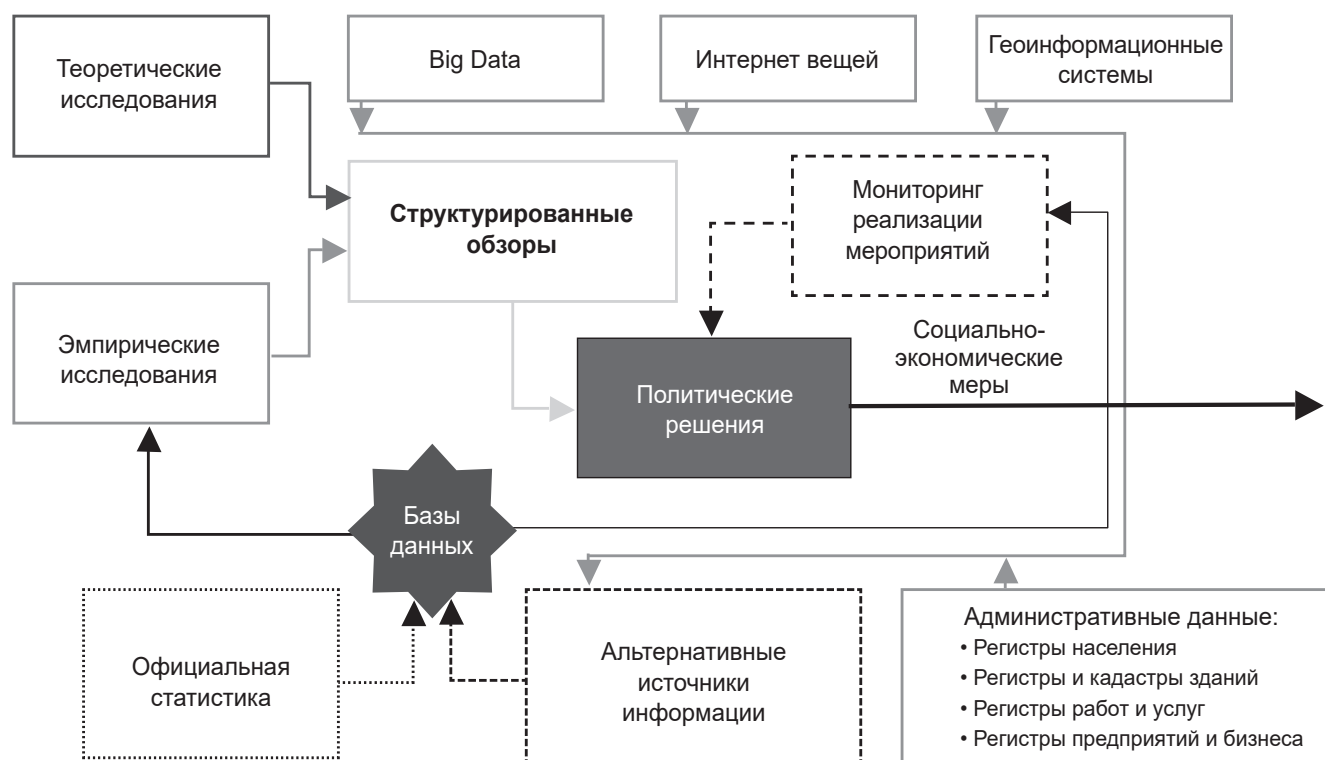 Теоретические
исследования
Big Data
Интернет вещей
Геоинформационные
системы
Структурированные
обзоры
Мониторинг
реализации
мероприятий
Эмпирические
исследования
Социально-
экономические
меры
Политические
решения
Базы
данных
Официальная
статистика
Альтернативные
источники
информации
Административные данные:
• Регистры населения
• Регистры и кадастры зданий
• Регистры работ и услуг
• Регистры предприятий и бизнеса